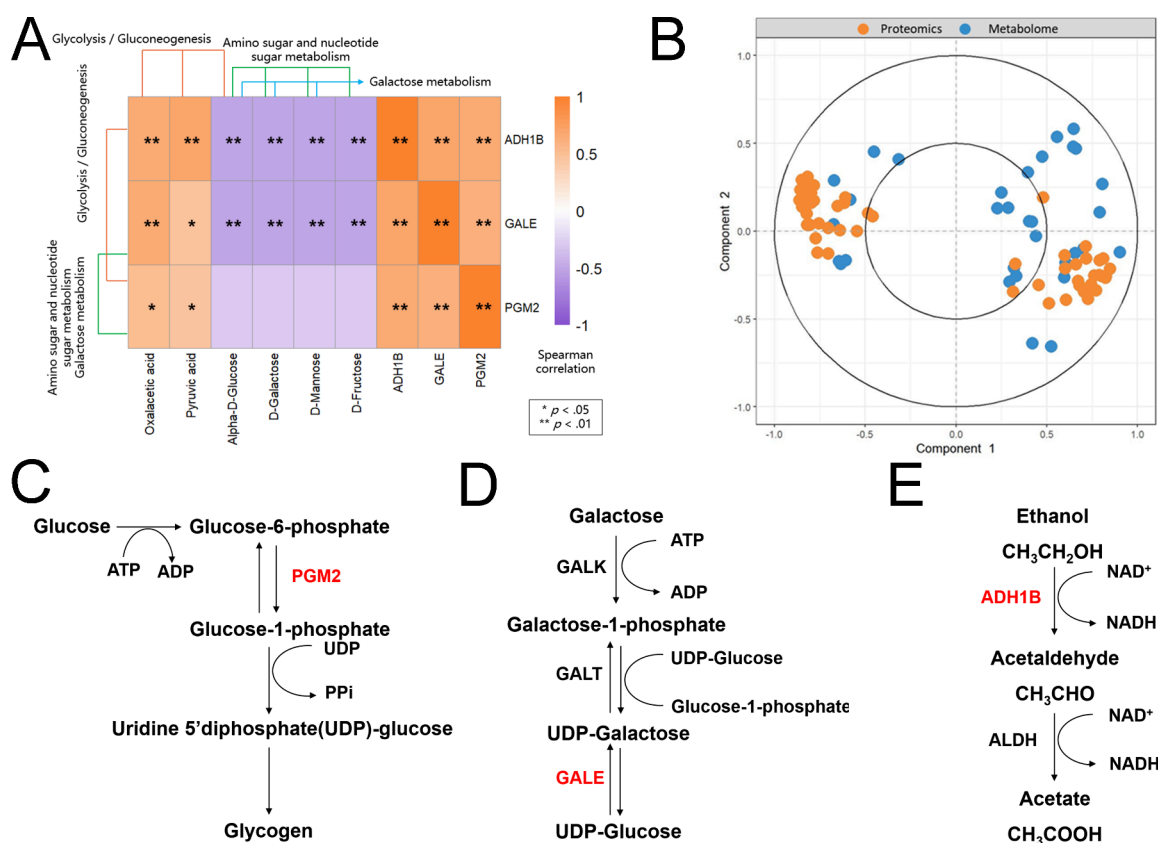 A
Glycolysis / Gluconeogenesis
Amino sugar and nucleotide
sugar metabolism
Galactose metabolism
Glycolysis / Gluconeogenesis
Amino sugar and nucleotide
sugar metabolism
Galactose metabolism
** ** ** ** ** ** ** ** **
ADH1B
** * ** ** ** ** ** ** **
GALE
* * ** ** **
PGM2
Oxalacetic acid
Pyruvic acid
Alpha-D-Glucose
D-Galactose
D-Mannose
D-Fructose
ADH1B
GALE
PGM2
1
0.5
0
-0.5
-1
Spearman
correlation
* p < .05
** p < .01
B
Proteomics
Metabolome
Component 2
1.0
0.5
0.0
-0.5
-1.0
-1.0
-0.5
0.0
0.5
1.0
Component 1
C
Glucose
Glucose-6-phosphate
ATP
ADP
PGM2
Glucose-1-phosphate
UDP
PPi
Uridine 5’diphosphate(UDP)-glucose
Glycogen
D
Galactose
GALK
ATP
ADP
Galactose-1-phosphate
GALT
UDP-Glucose
Glucose-1-phosphate
UDP-Galactose
GALE
UDP-Glucose
E
Ethanol
CH₃CH₂OH
ADH1B
NAD⁺
NADH
Acetaldehyde
CH₃CHO
ALDH
NAD⁺
NADH
Acetate
CH₃COOH